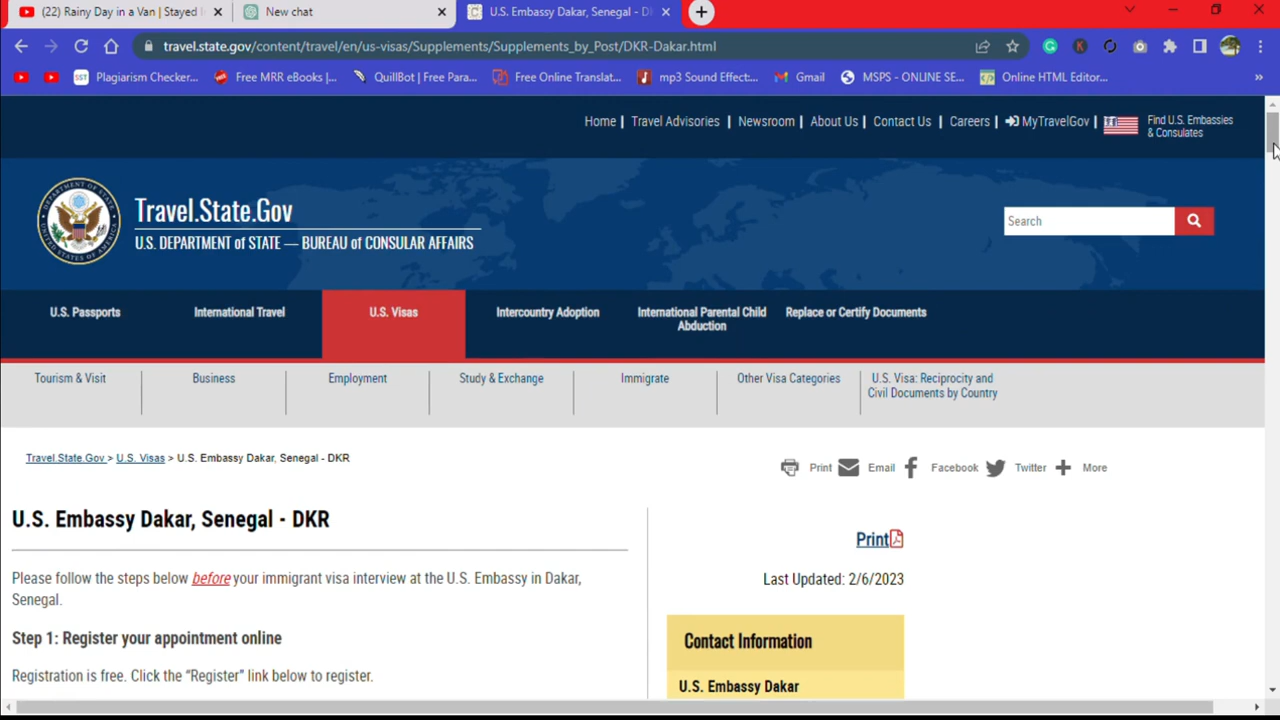 (22) Rainy Day in a Van | Stayed
New chat
U.S. Embassy Dakar, Senegal - D
travel.state.gov/content/travel/en/us-visas/Supplements/Supplements_by_Post/DKR-Dakar.html
SST Plagiarism Checker...
Free MRR eBooks |...
QuillBot | Free Para...
Free Online Translat...
mp3 Sound Effect...
Gmail
MSPS - ONLINE SE...
Online HTML Editor...
»
Home | Travel Advisories | Newsroom | About Us | Contact Us | Careers | MyTravelGov |
Find U.S. Embassies
& Consulates
Travel.State.Gov
U.S. DEPARTMENT of STATE — BUREAU of CONSULAR AFFAIRS
Search
U.S. Passports
International Travel
U.S. Visas
Intercountry Adoption
International Parental Child
Abduction
Replace or Certify Documents
Tourism & Visit
Business
Employment
Study & Exchange
Immigrate
Other Visa Categories
U.S. Visa: Reciprocity and
Civil Documents by Country
Travel.State.Gov > U.S. Visas > U.S. Embassy Dakar, Senegal - DKR
Print
Email
Facebook
Twitter
More
U.S. Embassy Dakar, Senegal - DKR
Please follow the steps below before your immigrant visa interview at the U.S. Embassy in Dakar,
Senegal.
Step 1: Register your appointment online
Registration is free. Click the “Register” link below to register.
Print
Last Updated: 2/6/2023
Contact Information
U.S. Embassy Dakar